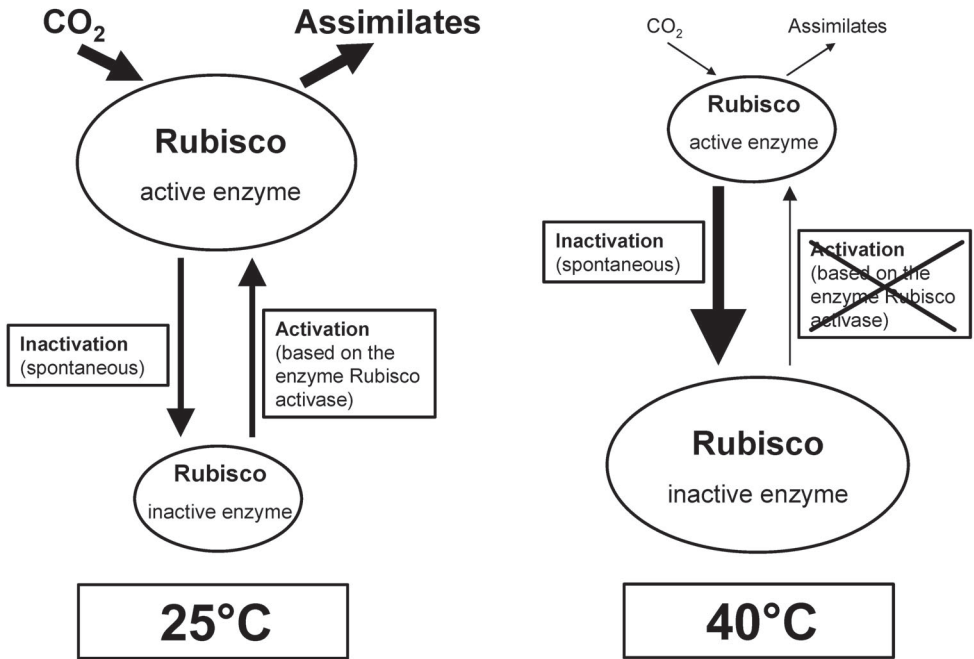 CO₂
Assimilates
Rubisco
active enzyme
Inactivation
(spontaneous)
Activation
(based on the
enzyme Rubisco
activase)
Rubisco
inactive enzyme
25°C
CO₂
Assimilates
Rubisco
active enzyme
Inactivation
(spontaneous)
Activation
(based on the
enzyme Rubisco
activase)
Rubisco
inactive enzyme
40°C